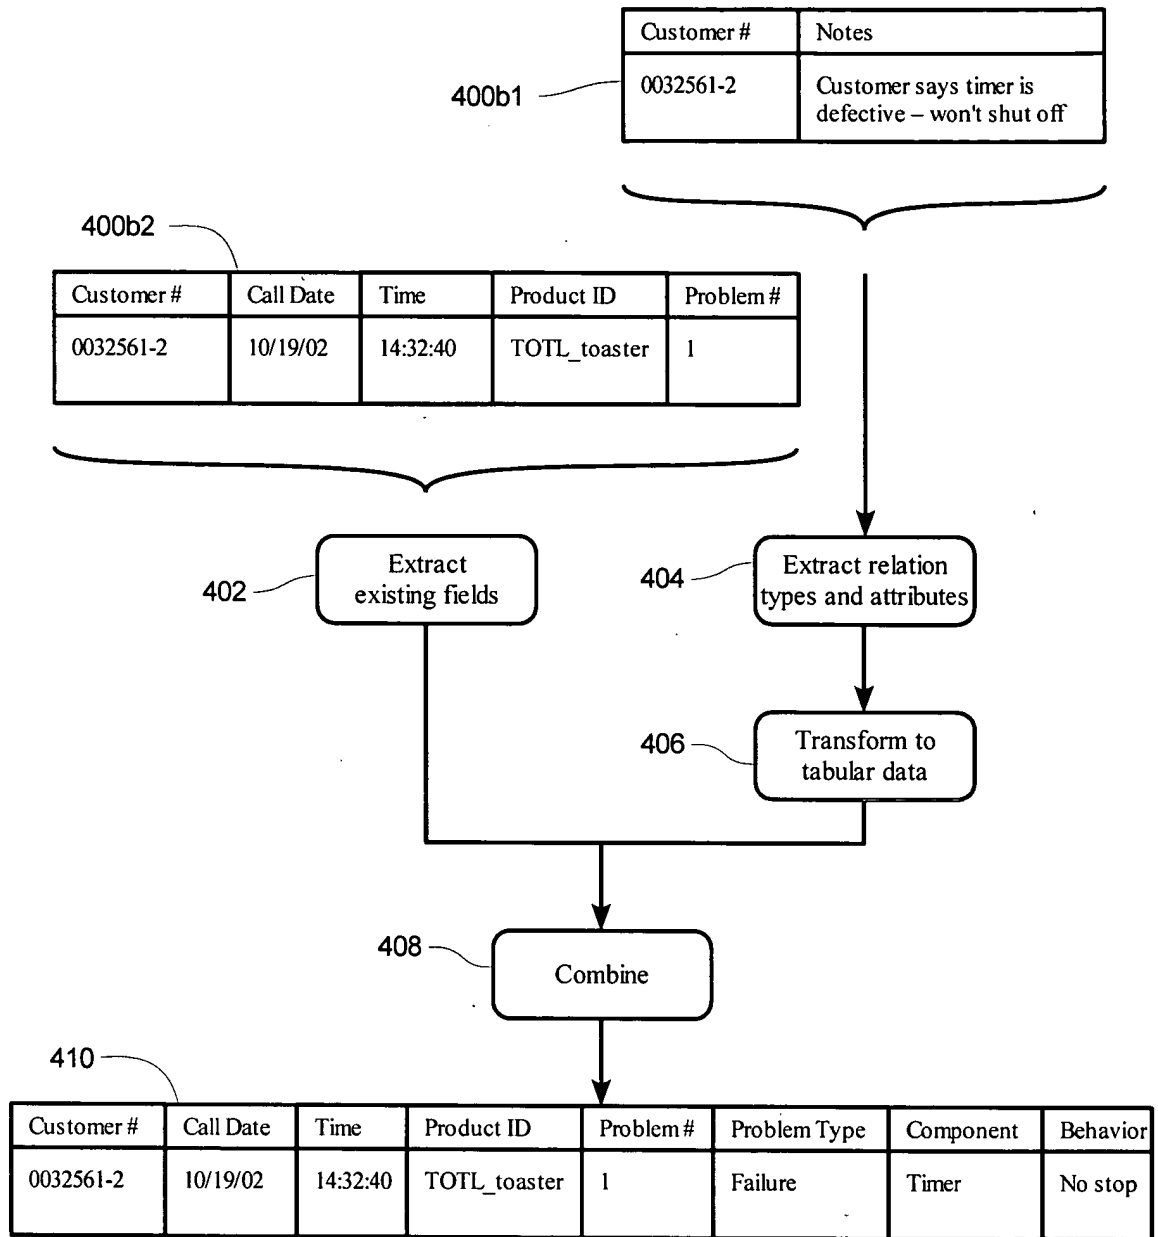 Customer # Notes
400b1
0032561-2 Customer says timer is
defective – won't shut off
400b2
Customer # Call Date Time Product ID Problem #
0032561-2 10/19/02 14:32:40 TOTL_toaster 1
402
Extract
existing fields
404
Extract relation
types and attributes
406
Transform to
tabular data
408
Combine
410
Customer # Call Date Time Product ID Problem # Problem Type Component Behavior
0032561-2 10/19/02 14:32:40 TOTL_toaster 1 Failure Timer No stop